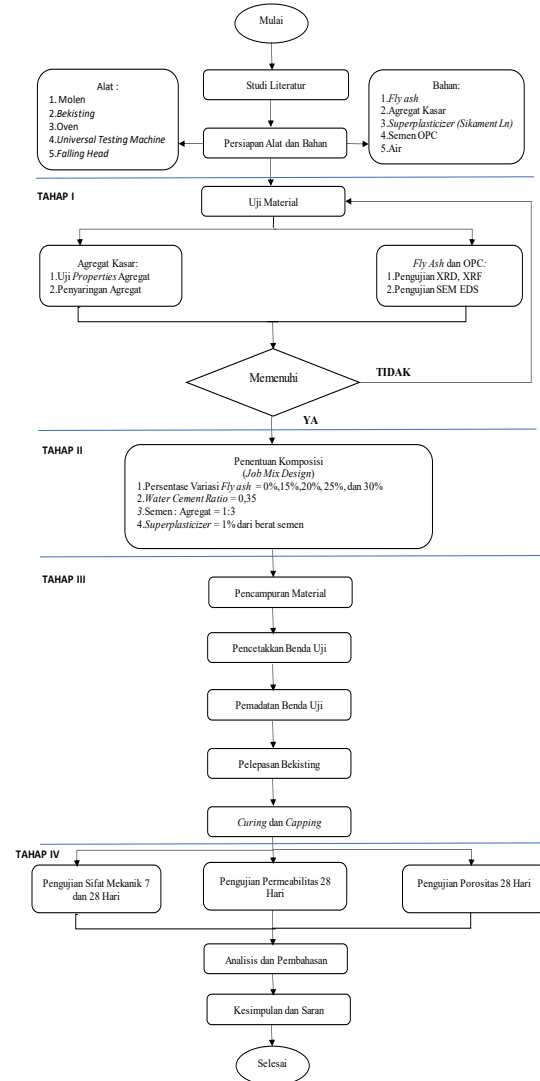 Mulai
Alat :
1. Molen
2.Bekisting
3.Oven
4.Universal Testing Machine
5.Falling Head
Studi Literatur
Persiapan Alat dan Bahan
Bahan:
1.Fly ash
2.Agregat Kasar
3.Superplasticizer (Sikament Ln)
4.Semen OPC
5.Air
TAHAP I
Uji Material
Agregat Kasar:
1.Uji Properties Agregat
2.Penyaringan Agregat
Fly Ash dan OPC:
1.Pengujian XRD, XRF
2.Pengujian SEM EDS
Memenuhi
TIDAK
YA
TAHAP II
Penentuan Komposisi
(Job Mix Design)
1.Persentase Variasi Fly ash = 0%,15%,20%, 25%, dan 30%
2.Water Cement Ratio = 0,35
3.Semen : Agregat = 1:3
4.Superplasticizer = 1% dari berat semen
TAHAP III
Pencampuran Material
Pencetakkan Benda Uji
Pemadatan Benda Uji
Pelepasan Bekisting
Curing dan Capping
TAHAP IV
Pengujian Sifat Mekanik 7
dan 28 Hari
Pengujian Permeabilitas 28
Hari
Pengujian Porositas 28 Hari
Analisis dan Pembahasan
Kesimpulan dan Saran
Selesai